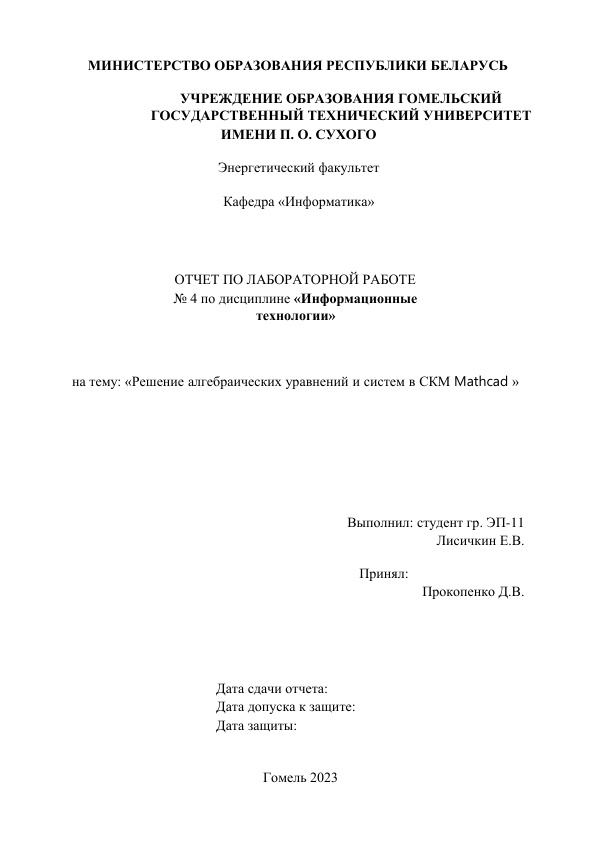 МИНИСТЕРСТВО ОБРАЗОВАНИЯ РЕСПУБЛИКИ БЕЛАРУСЬ
УЧРЕЖДЕНИЕ ОБРАЗОВАНИЯ ГОМЕЛЬСКИЙ
ГОСУДАРСТВЕННЫЙ ТЕХНИЧЕСКИЙ УНИВЕРСИТЕТ
ИМЕНИ П. О. СУХОГО
Энергетический факультет
Кафедра «Информатика»
ОТЧЕТ ПО ЛАБОРАТОРНОЙ РАБОТЕ
№ 4 по дисциплине «Информационные
технологии»
на тему: «Решение алгебраических уравнений и систем в СКМ Mathcad »
Выполнил: студент гр. ЭП-11
Лисичкин Е.В.
Принял:
Прокопенко Д.В.
Дата сдачи отчета:
Дата допуска к защите:
Дата защиты:
Гомель 2023